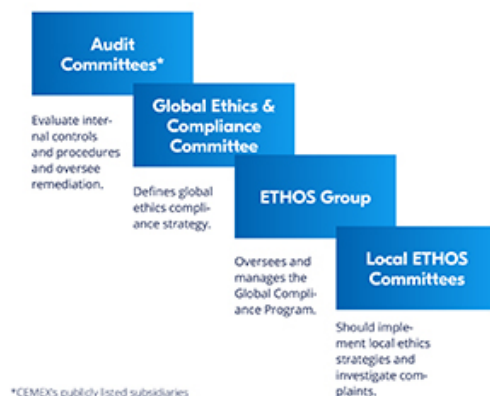 Audit
Committees*
Evaluate inter-
nal controls
and procedures
and oversee
remediation.
Global Ethics &
Compliance
Committee
Defines global
ethics compli-
ance strategy.
ETHOS Group
Oversees and
manages the
Global Compli-
ance Program.
Local ETHOS
Committees
Should imple-
ment local ethics
strategies and
investigate com-
plaints.
*CEMEX's publicly listed subsidiaries